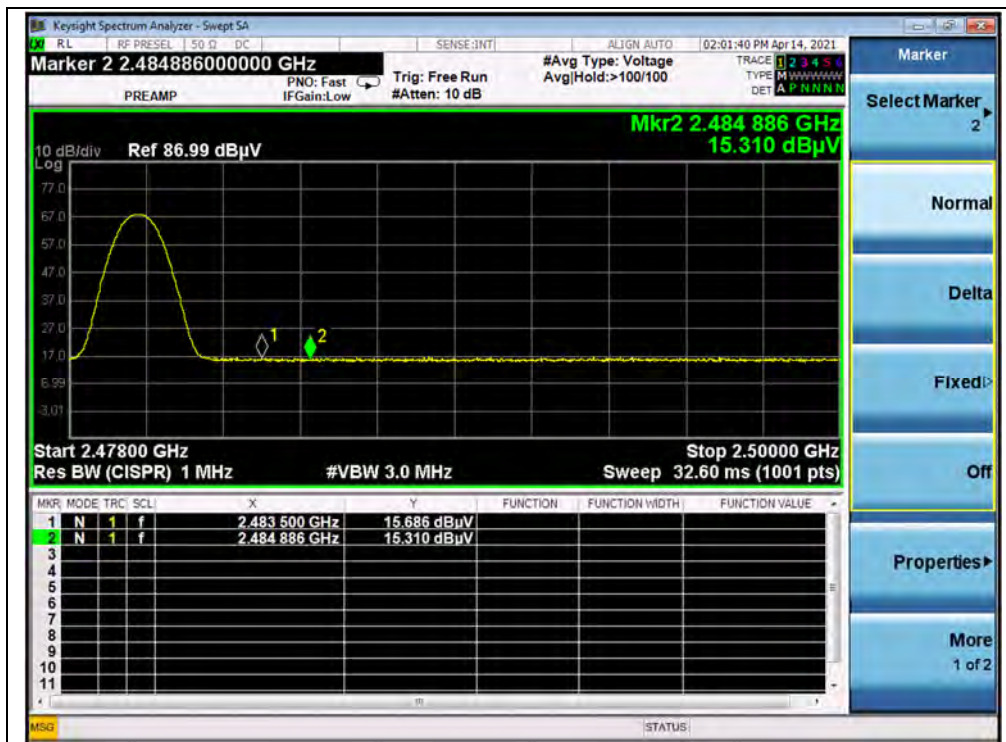 Keysight Spectrum Analyzer - Swept SA
RL RF PRESEL 50 Ω DC SENSE:INT ALIGN AUTO 02:01:40 PM Apr 14, 2021
Marker 2 2.484886000000 GHz #Avg Type: Voltage TRACE 1 2 3 4 5 6
PNO: Fast Trig: Free Run Avg|Hold:>100/100 TYPE M WWWWW
PREAMP IFGain:Low #Atten: 10 dB DET A P N N N N
Mkr2 2.484 886 GHz
10 dB/div Ref 86.99 dBµV 15.310 dBµV
Log
77.0
67.0
57.0
47.0
37.0
27.0
1 2
17.0
6.99
-3.01
Start 2.47800 GHz Stop 2.50000 GHz
Res BW (CISPR) 1 MHz #VBW 3.0 MHz Sweep 32.60 ms (1001 pts)
MKR MODE TRC SCL X Y FUNCTION FUNCTION WIDTH FUNCTION VALUE
1 N 1 f 2.483 500 GHz 15.686 dBµV
2 N 1 f 2.484 886 GHz 15.310 dBµV
3
4
5
6
7
8
9
10
11
MSG STATUS
Marker
Select Marker
2
Normal
Delta
Fixed
Off
Properties
More
1 of 2